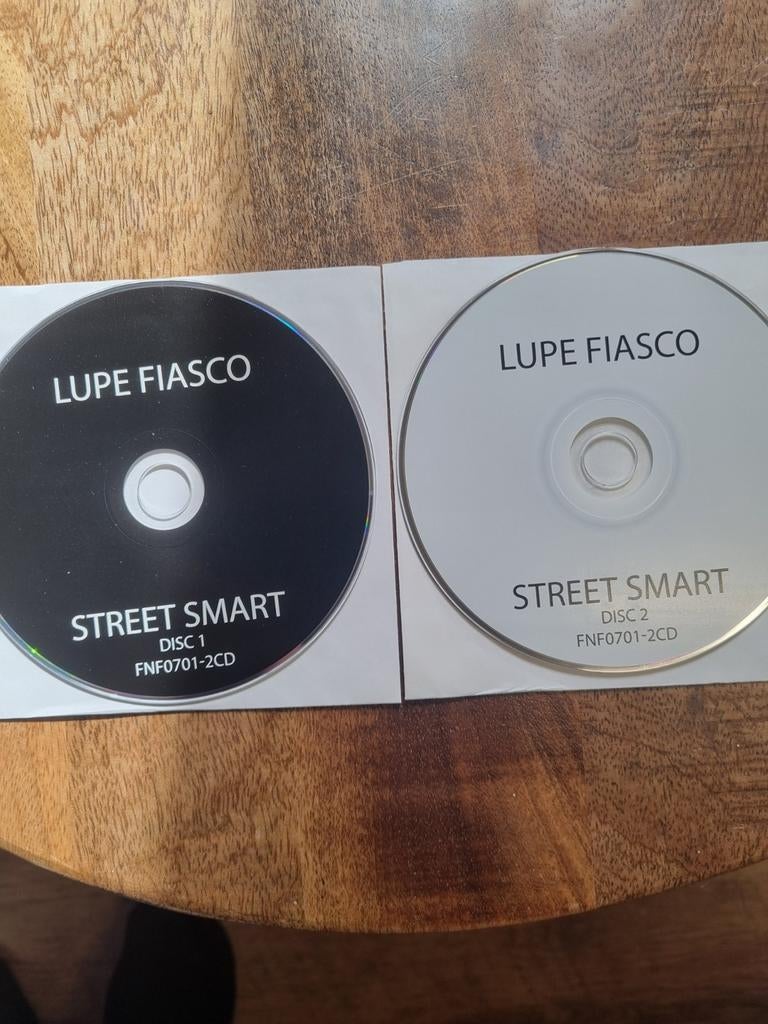 LUPE FIASCO
STREET SMART
DISC 1
FNF0701-2CD
LUPE FIASCO
STREET SMART
DISC 2
FNF0701-2CD